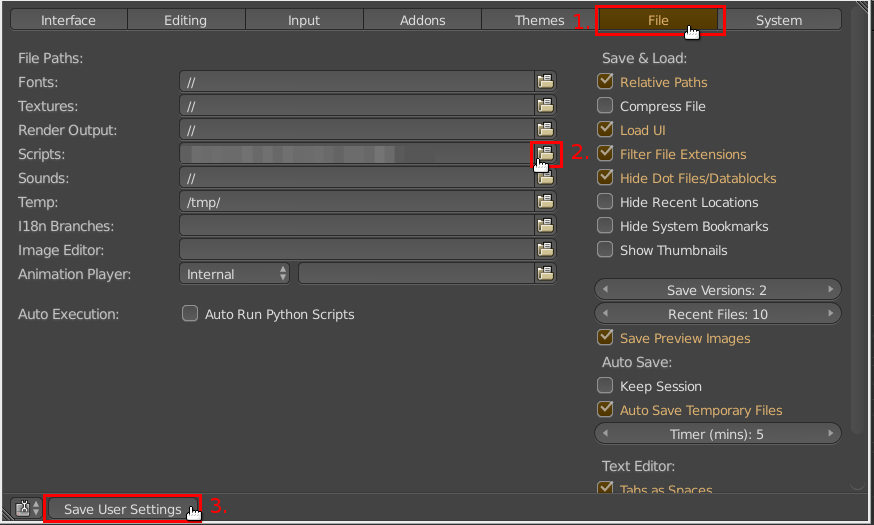 Interface Editing Input Addons Themes 1. File System
File Paths:
Fonts: //
Textures: //
Render Output: //
Scripts: 2.
Sounds: //
Temp: /tmp/
I18n Branches:
Image Editor:
Animation Player: Internal
Auto Execution: Auto Run Python Scripts
Save & Load:
Relative Paths
Compress File
Load UI
Filter File Extensions
Hide Dot Files/Datablocks
Hide Recent Locations
Hide System Bookmarks
Show Thumbnails
Save Versions: 2
Recent Files: 10
Save Preview Images
Auto Save:
Keep Session
Auto Save Temporary Files
Timer (mins): 5
Text Editor:
Tabs as Spaces
Save User Settings 3.